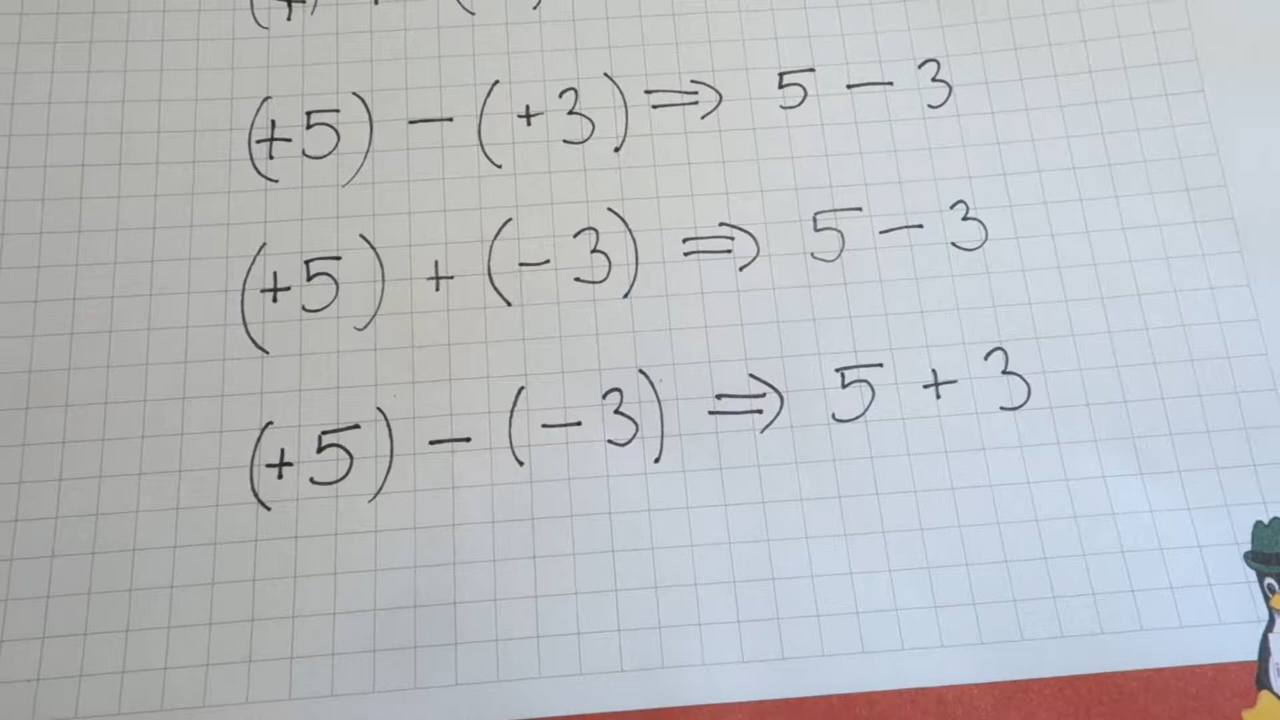 (+5) - (+3) ⇒ 5 - 3
(+5) + (-3) ⇒ 5 - 3
(+5) - (-3) ⇒ 5 + 3